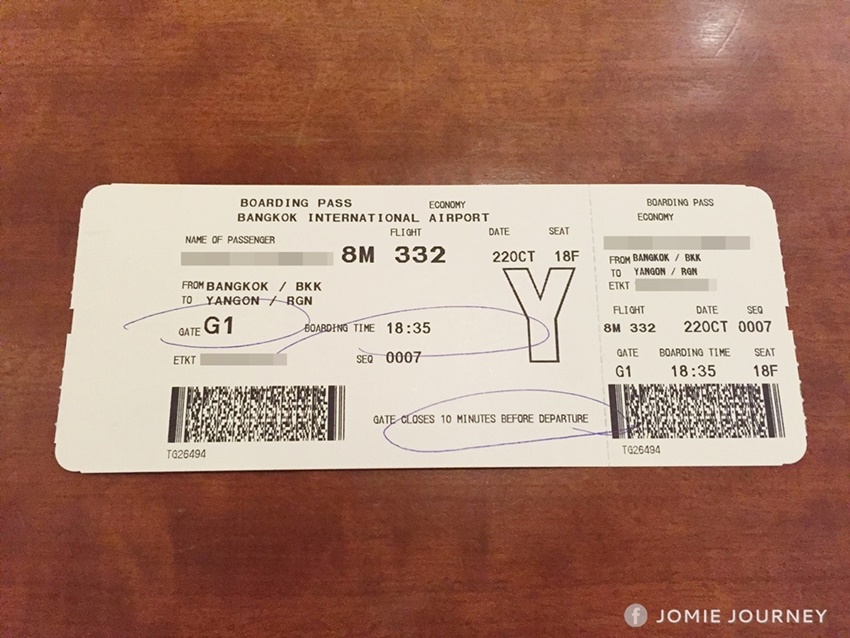 BOARDING PASS ECONOMY
BANGKOK INTERNATIONAL AIRPORT
NAME OF PASSENGER FLIGHT DATE SEAT
8M 332 22OCT 18F
FROM BANGKOK / BKK
TO YANGON / RGN
Y
GATE G1 BOARDING TIME 18:35
ETKT SEQ 0007
GATE CLOSES 10 MINUTES BEFORE DEPARTURE
TG26494
BOARDING PASS
ECONOMY
FROM BANGKOK / BKK
TO YANGON / RGN
ETKT
FLIGHT DATE SEQ
8M 332 22OCT 0007
GATE BOARDING TIME SEAT
G1 18:35 18F
TG26494
f JOMIE JOURNEY